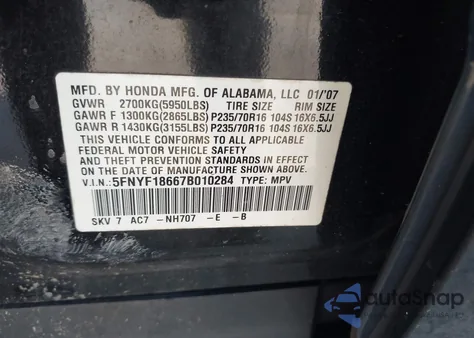 MFD. BY HONDA MFG. OF ALABAMA, LLC 01/'07
GVWR 2700KG(5950LBS) TIRE SIZE RIM SIZE
GAWR F 1300KG(2865LBS) P235/70R16 104S 16X6.5JJ
GAWR R 1430KG(3155LBS) P235/70R16 104S 16X6.5JJ
THIS VEHICLE CONFORMS TO ALL APPLICABLE
FEDERAL MOTOR VEHICLE SAFETY STANDARDS IN
EFFECT ON THE DATE OF MANUFACTURE SHOWN ABOVE.
V.I.N: 5FNYF18667B010284 TYPE: MPV
SKV 7 AC7 -NH707 -E -B
autoSnap